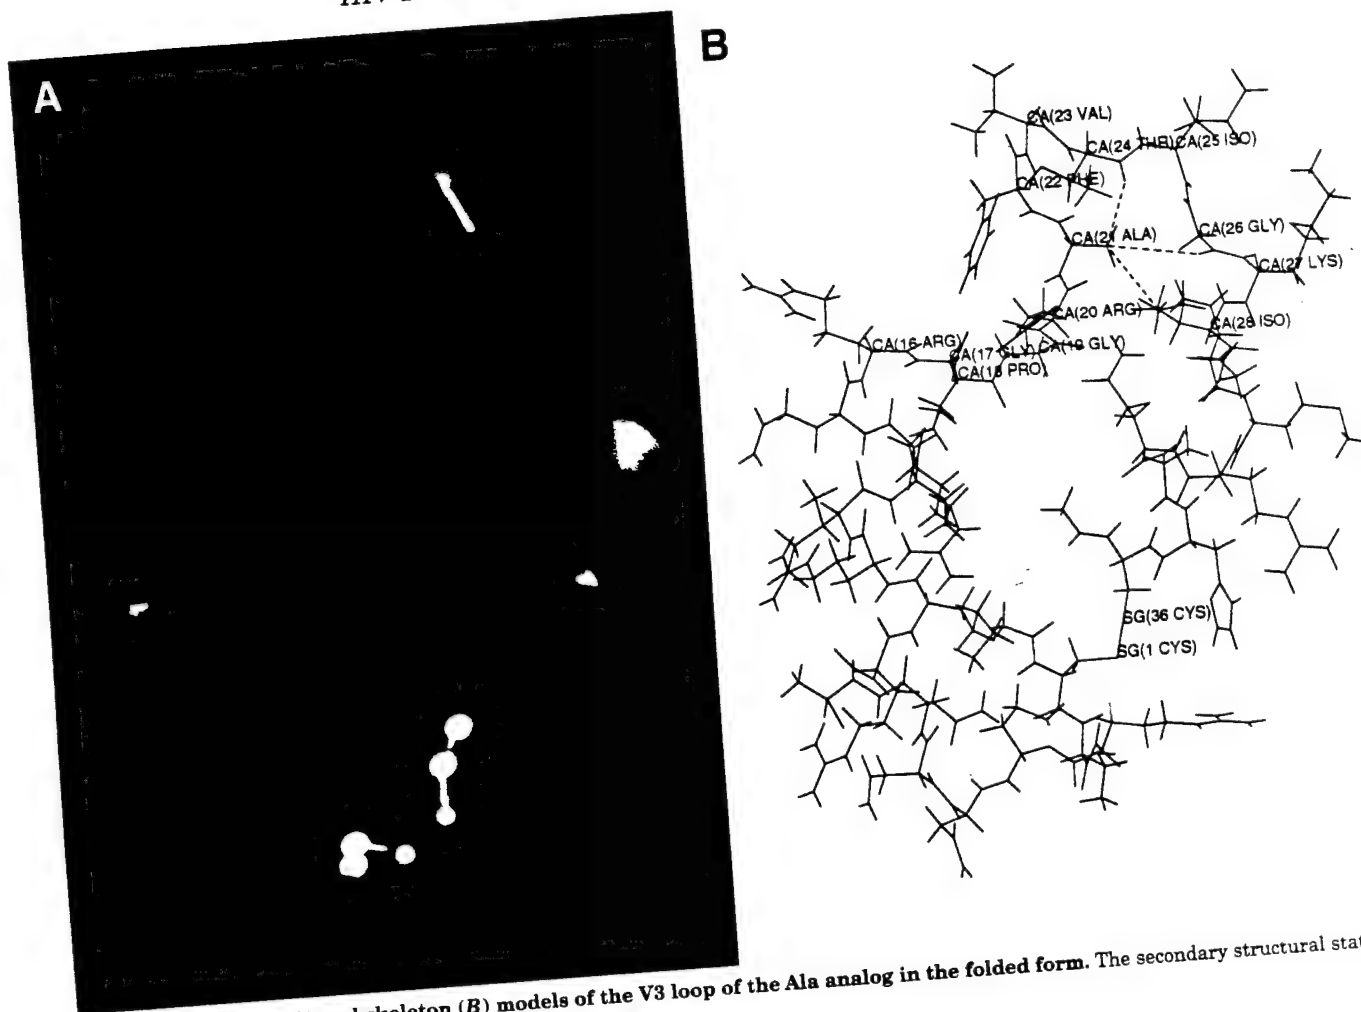 A
B
CA(23 VAL)
CA(24 THR)CA(25 ISO)
CA(22 PHE)
CA(21 ALA)
CA(26 GLY)
CA(27 LYS)
CA(20 ARG)
CA(28 ISO)
CA(16 ARG)
CA(17 GLY)
CA(19 GLY)
CA(18 PRO)
SG(36 CYS)
SG(1 CYS)
skeleton (B) models of the V3 loop of the Ala analog in the folded form. The secondary structural